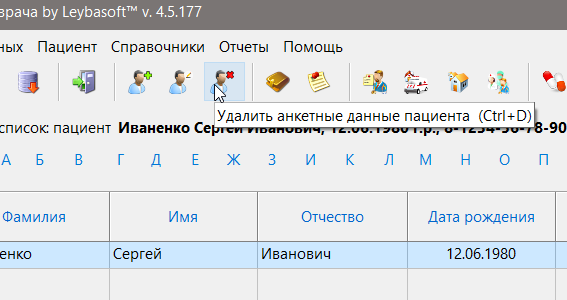 врача by Leybasoft™ v. 4.5.177
ных Пациент Справочники Отчеты Помощь
Удалить анкетные данные пациента (Ctrl+D)
список: пациент Иваненко Сергей Иванович, 12.06.1980 г.р., 8-1234-56-78-90
А Б В Г Д Е Ж З И К Л М Н О П
Фамилия Имя Отчество Дата рождения
енко Сергей Иванович 12.06.1980